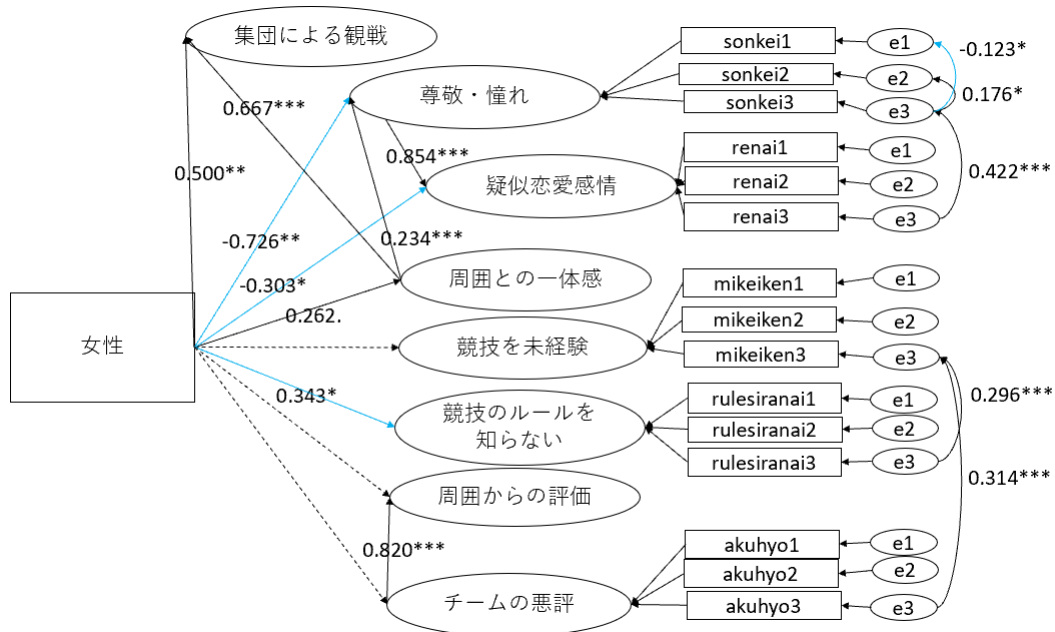 集団による観戦
sonkei1
e1
-0.123*
sonkei2
e2
尊敬・憧れ
0.176*
sonkei3
e3
0.667***
renai1
e1
0.854***
0.422***
0.500**
疑似恋愛感情
renai2
e2
renai3
e3
-0.726**
0.234***
周囲との一体感
mikeiken1
e1
-0.303*
0.262.
mikeiken2
e2
女性
競技を未経験
mikeiken3
e3
0.343*
rulesiranai1
e1
0.296***
競技のルールを
知らない
rulesiranai2
e2
rulesiranai3
e3
0.314***
周囲からの評価
0.820***
akuhyo1
e1
akuhyo2
e2
チームの悪評
akuhyo3
e3